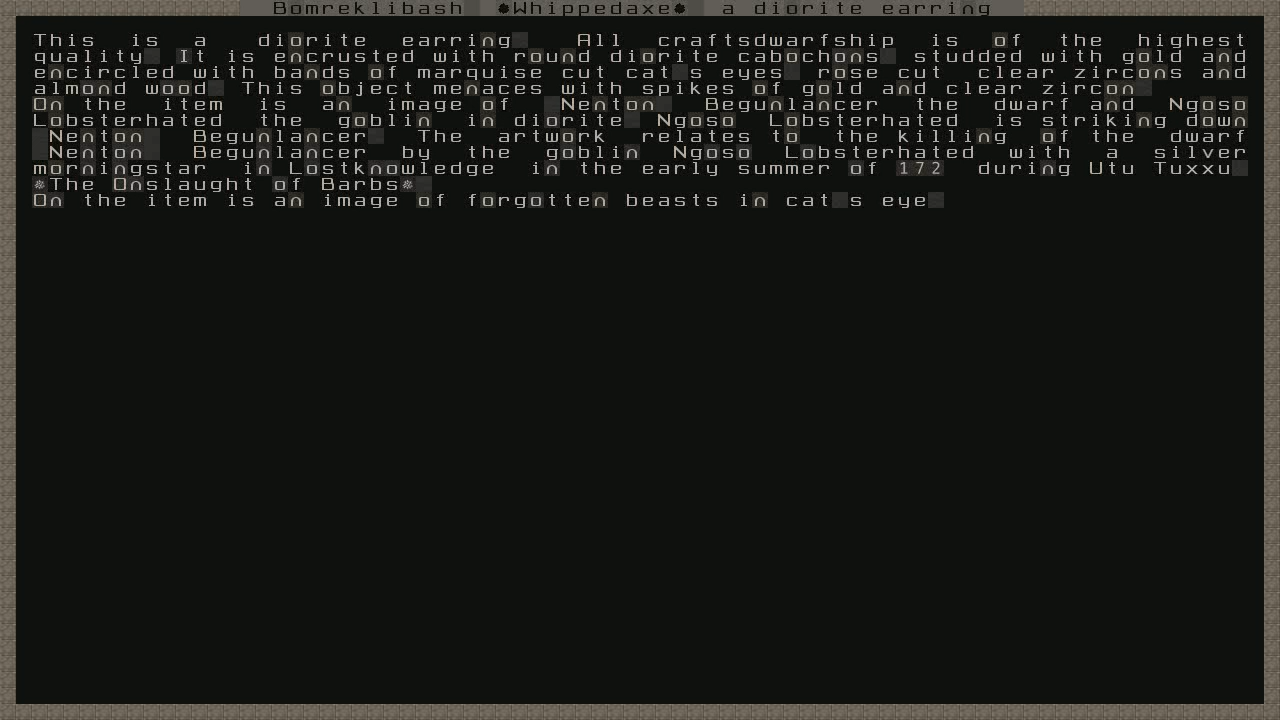 Bomreklibash ☼Whippedaxe☼ a diorite earring
This is a diorite earring All craftsdwarfship is of the highest
quality It is encrusted with round diorite cabochons studded with gold and
encircled with bands of marquise cut cat s eyes rose cut clear zircons and
almond wood This object menaces with spikes of gold and clear zircon
On the item is an image of Nenton Begunlancer the dwarf and Ngoso
Lobsterhated the goblin in diorite Ngoso Lobsterhated is striking down
Nenton Begunlancer The artwork relates to the killing of the dwarf
Nenton Begunlancer by the goblin Ngoso Lobsterhated with a silver
morningstar in Lostknowledge in the early summer of 172 during Utu Tuxxu
☼The Onslaught of Barbs☼
On the item is an image of forgotten beasts in cat s eye